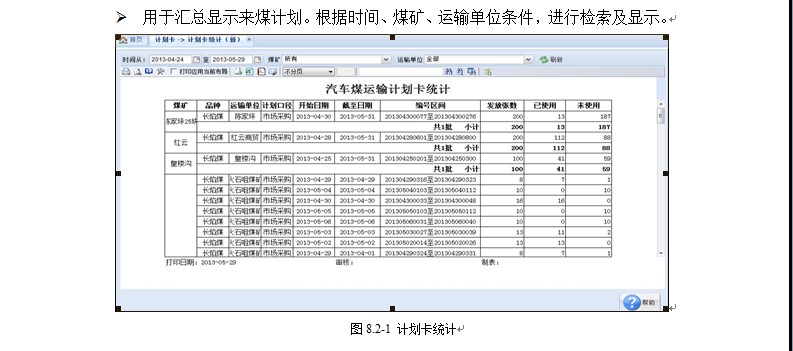 用于汇总显示来煤计划。根据时间、煤矿、运输单位条件，进行检索及显示。
首页 计划卡 -> 计划卡统计（新）
时间从: 2013-04-24 至 2013-05-29 煤矿 所有 运输单位 全部 刷新
打印应用当前布局 不分页
汽车煤运输计划卡统计
煤矿 品种 运输单位 计划口径 开始日期 截至日期 编号区间 发放张数 已使用 未使用
陈家坪25块 长焰煤 陈家坪 市场采购 2013-04-30 2013-05-31 201304300077至201304300276 200 13 187
共1批 小计 200 13 187
红云 长焰煤 红云商贸 市场采购 2013-04-28 2013-05-31 201304280601至201304280800 200 112 88
共1批 小计 200 112 88
皇楼沟 长焰煤 皇楼沟 市场采购 2013-04-25 2013-05-31 201304250201至201304250300 100 41 59
共1批 小计 100 41 59
长焰煤 火石咀煤矿 市场采购 2013-04-29 2013-04-29 201304290316至201304290323 8 7 1
长焰煤 火石咀煤矿 市场采购 2013-05-04 2013-05-04 201305040103至201305040112 10 0 10
长焰煤 火石咀煤矿 市场采购 2013-04-30 2013-04-30 201304300033至201304300048 16 16 0
长焰煤 火石咀煤矿 市场采购 2013-05-05 2013-05-05 201305050103至201305050112 10 0 10
长焰煤 火石咀煤矿 市场采购 2013-05-06 2013-05-06 201305060031至201305060040 10 0 10
长焰煤 火石咀煤矿 市场采购 2013-05-03 2013-05-03 201305030027至201305030039 13 11 2
长焰煤 火石咀煤矿 市场采购 2013-05-02 2013-05-02 201305020014至201305020026 13 13 0
长焰煤 火石咀煤矿 市场采购 2013-04-29 2013-04-01 201304290324至201304290331 8 7 1
打印日期: 2013-05-29 审核: 制表:
帮助
图 8.2-1 计划卡统计